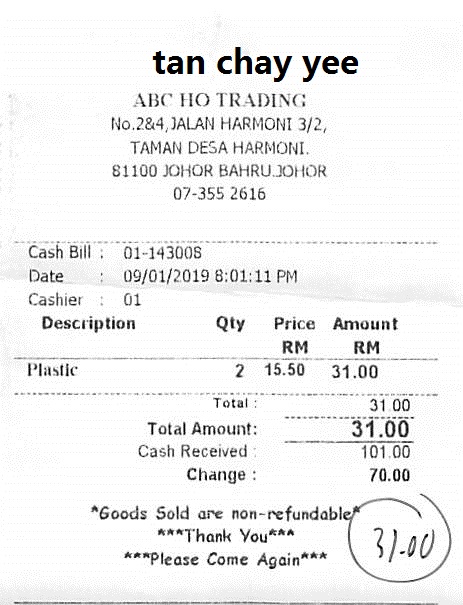 tan chay yee
ABC HO TRADING
No.2&4,JALAN HARMONI 3/2,
TAMAN DESA HARMONI.
81100 JOHOR BAHRU.JOHOR
07-355 2616
Cash Bill : 01-143008
Date : 09/01/2019 8:01:11 PM
Cashier : 01
Description Qty Price Amount
RM RM
Plastic 2 15.50 31.00
Total : 31.00
Total Amount: 31.00
Cash Received : 101.00
Change : 70.00
*Goods Sold are non-refundable*
***Thank You***
31.00
***Please Come Again***